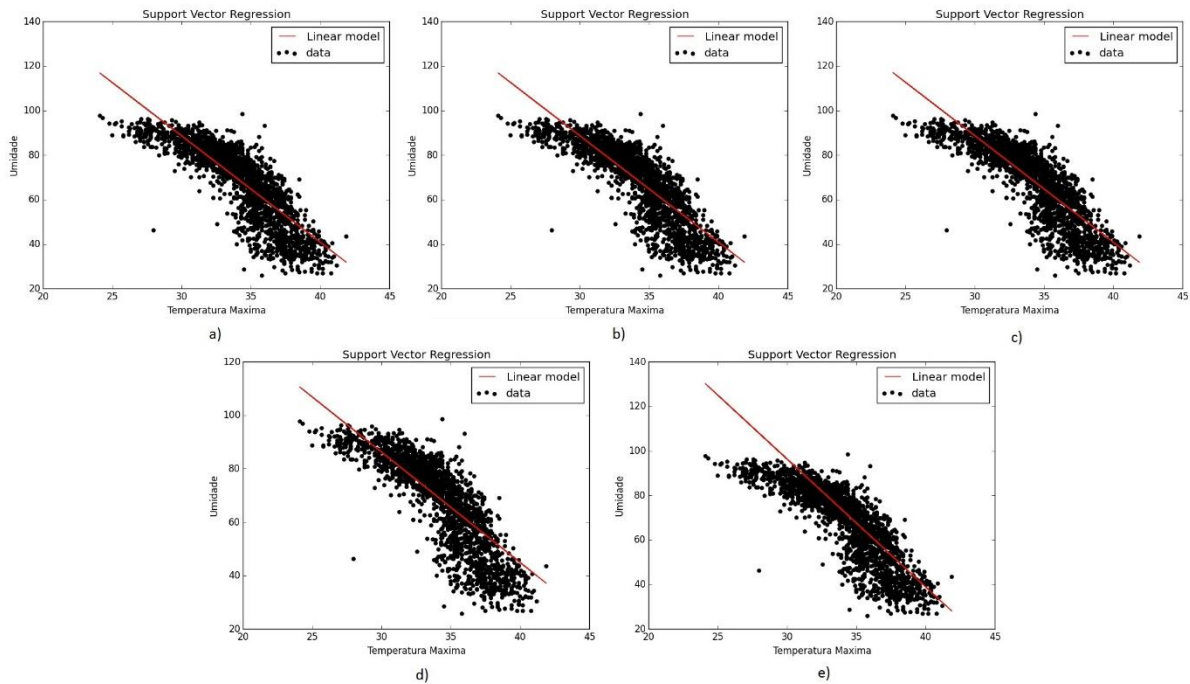 Support Vector Regression
140
120
100
80
60
40
20
Umidade
Linear model
data
20 25 30 35 40 45
Temperatura Maxima
a)
Support Vector Regression
140
120
100
80
60
40
20
Umidade
Linear model
data
20 25 30 35 40 45
Temperatura Maxima
b)
Support Vector Regression
140
120
100
80
60
40
20
Umidade
Linear model
data
20 25 30 35 40 45
Temperatura Maxima
c)
Support Vector Regression
120
100
80
60
40
20
Umidade
Linear model
data
20 25 30 35 40 45
Temperatura Maxima
d)
Support Vector Regression
140
120
100
80
60
40
20
Umidade
Linear model
data
20 25 30 35 40 45
Temperatura Maxima
e)